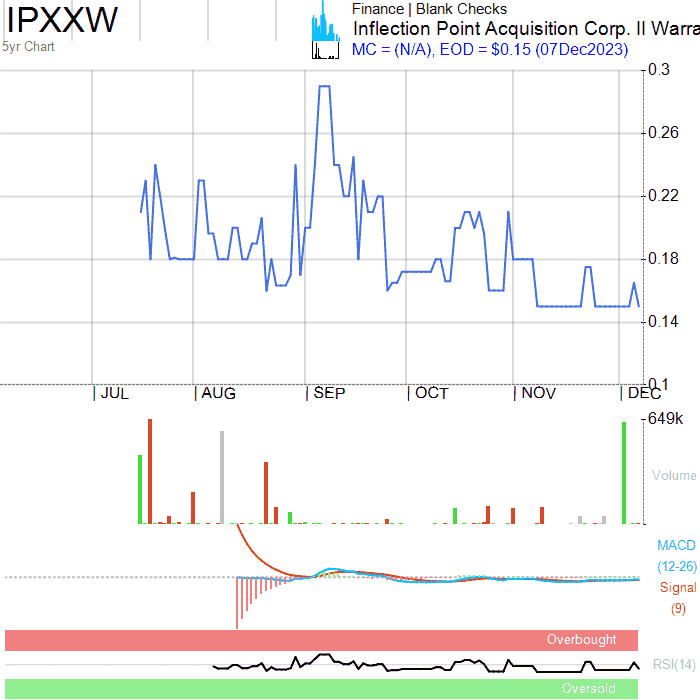 IPXXW
5yr Chart
Finance | Blank Checks
Inflection Point Acquisition Corp. II Warra
MC = (N/A), EOD = $0.15 (07Dec2023)
0.3
0.26
0.22
0.18
0.14
0.1
JUL AUG SEP OCT NOV DEC
649k
Volume
MACD
(12-26)
Signal
(9)
Overbought
RSI(14)
Oversold